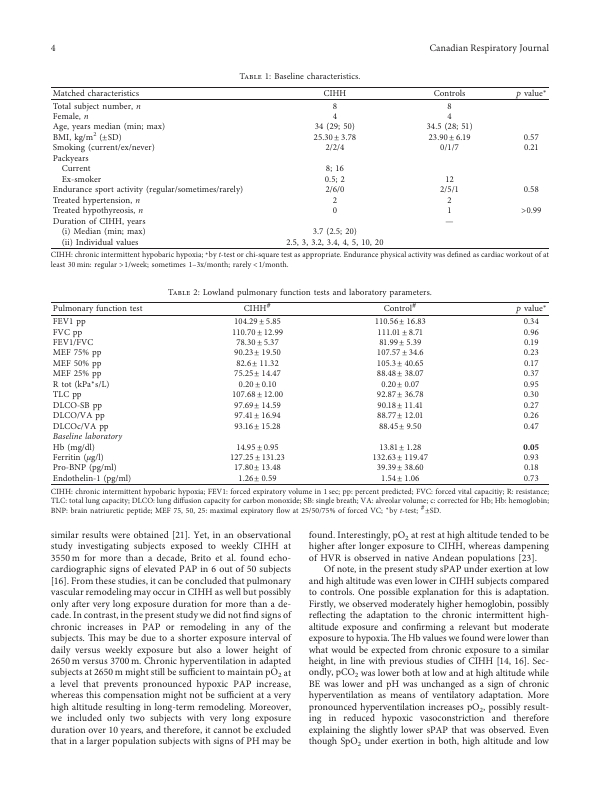 4
Canadian Respiratory Journal
Table 1: Baseline characteristics.
Matched characteristics CIHH Controls p value*
Total subject number, n 8 8
Female, n 4 4
Age, years median (min; max) 34 (29; 50) 34.5 (28; 51)
BMI, kg/m² (±SD) 25.30 ± 3.78 23.90 ± 6.19 0.57
Smoking (current/ex/never) 2/2/4 0/1/7 0.21
Packyears
Current 8; 16
Ex-smoker 0.5; 2 12
Endurance sport activity (regular/sometimes/rarely) 2/6/0 2/5/1 0.58
Treated hypertension, n 2 2
Treated hypothyreosis, n 0 1 >0.99
Duration of CIHH, years —
(i) Median (min; max) 3.7 (2.5; 20)
(ii) Individual values 2.5, 3, 3.2, 3.4, 4, 5, 10, 20
CIHH: chronic intermittent hypobaric hypoxia; *by t-test or chi-square test as appropriate. Endurance physical activity was defined as cardiac workout of at
least 30 min: regular >1/week; sometimes 1–3x/month; rarely <1/month.
Table 2: Lowland pulmonary function tests and laboratory parameters.
Pulmonary function test CIHH# Control# p value*
FEV1 pp 104.29 ± 5.85 110.56 ± 16.83 0.34
FVC pp 110.70 ± 12.99 111.01 ± 8.71 0.96
FEV1/FVC 78.30 ± 5.37 81.99 ± 5.39 0.19
MEF 75% pp 90.23 ± 19.50 107.57 ± 34.6 0.23
MEF 50% pp 82.6 ± 11.32 105.3 ± 40.65 0.17
MEF 25% pp 75.25 ± 14.47 88.48 ± 38.07 0.37
R tot (kPa*s/L) 0.20 ± 0.10 0.20 ± 0.07 0.95
TLC pp 107.68 ± 12.00 92.87 ± 36.78 0.30
DLCO-SB pp 97.69 ± 14.59 90.18 ± 11.41 0.27
DLCO/VA pp 97.41 ± 16.94 88.77 ± 12.01 0.26
DLCOc/VA pp 93.16 ± 15.28 88.45 ± 9.50 0.47
Baseline laboratory
Hb (mg/dl) 14.95 ± 0.95 13.81 ± 1.28 0.05
Ferritin (μg/l) 127.25 ± 131.23 132.63 ± 119.47 0.93
Pro-BNP (pg/ml) 17.80 ± 13.48 39.39 ± 38.60 0.18
Endothelin-1 (pg/ml) 1.26 ± 0.59 1.54 ± 1.06 0.73
CIHH: chronic intermittent hypobaric hypoxia; FEV1: forced expiratory volume in 1 sec; pp: percent predicted; FVC: forced vital capacitiy; R: resistance;
TLC: total lung capacity; DLCO: lung diffusion capacity for carbon monoxide; SB: single breath; VA: alveolar volume; c: corrected for Hb; Hb: hemoglobin;
BNP: brain natriuretic peptide; MEF 75, 50, 25: maximal expiratory flow at 25/50/75% of forced VC; *by t-test; #±SD.
similar results were obtained [21]. Yet, in an observational
study investigating subjects exposed to weekly CIHH at
3550 m for more than a decade, Brito et al. found echo-
cardiographic signs of elevated PAP in 6 out of 50 subjects
[16]. From these studies, it can be concluded that pulmonary
vascular remodeling may occur in CIHH as well but possibly
only after very long exposure duration for more than a de-
cade. In contrast, in the present study we did not find signs of
chronic increases in PAP or remodeling in any of the
subjects. This may be due to a shorter exposure interval of
daily versus weekly exposure but also a lower height of
2650 m versus 3700 m. Chronic hyperventilation in adapted
subjects at 2650 m might still be sufficient to maintain pO₂ at
a level that prevents pronounced hypoxic PAP increase,
whereas this compensation might not be sufficient at a very
high altitude resulting in long-term remodeling. Moreover,
we included only two subjects with very long exposure
duration over 10 years, and therefore, it cannot be excluded
that in a larger population subjects with signs of PH may be
found. Interestingly, pO₂ at rest at high altitude tended to be
higher after longer exposure to CIHH, whereas dampening
of HVR is observed in native Andean populations [23].
Of note, in the present study sPAP under exertion at low
and high altitude was even lower in CIHH subjects compared
to controls. One possible explanation for this is adaptation.
Firstly, we observed moderately higher hemoglobin, possibly
reflecting the adaptation to the chronic intermittent high-
altitude exposure and confirming a relevant but moderate
exposure to hypoxia. The Hb values we found were lower than
what would be expected from chronic exposure to a similar
height, in line with previous studies of CIHH [14, 16]. Sec-
ondly, pCO₂ was lower both at low and at high altitude while
BE was lower and pH was unchanged as a sign of chronic
hyperventilation as means of ventilatory adaptation. More
pronounced hyperventilation increases pO₂, possibly result-
ing in reduced hypoxic vasoconstriction and therefore
explaining the slightly lower sPAP that was observed. Even
though SpO₂ under exertion in both, high altitude and low